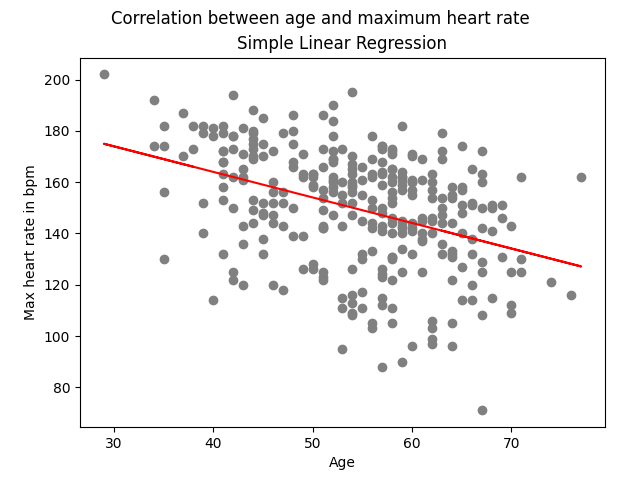 Correlation between age and maximum heart rate
Simple Linear Regression
200
180
160
140
120
100
80
Max heart rate in bpm
30 40 50 60 70
Age